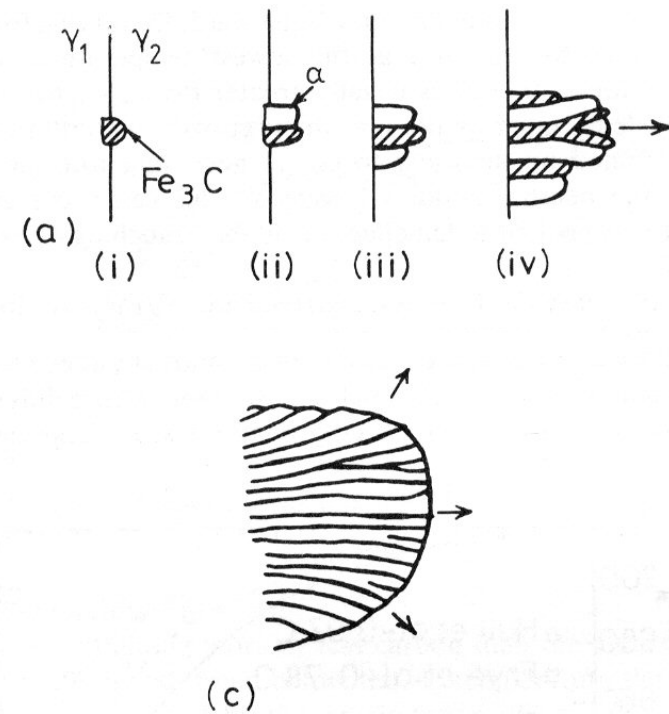 γ₁ γ₂
α
Fe₃C
(a)
(i) (ii) (iii) (iv)
(c)